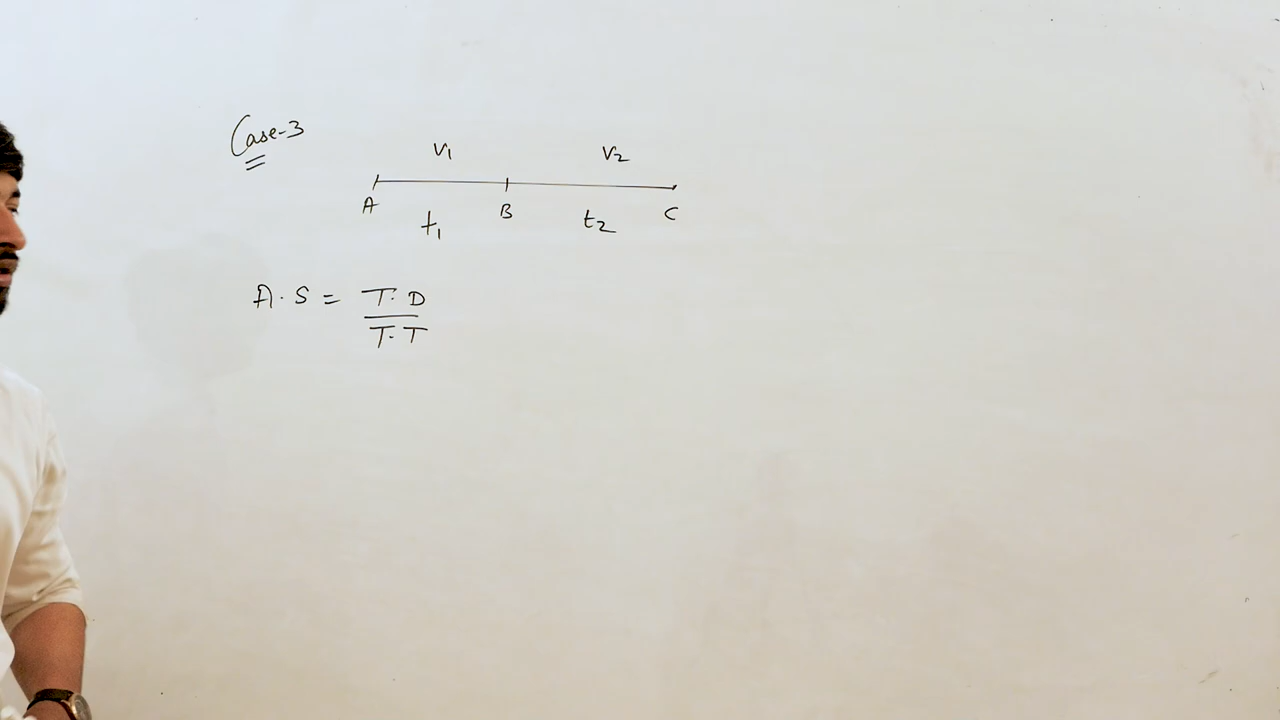 Case-3
V₁ V₂
A B C
t₁ t₂
A. S = T. D
T. T